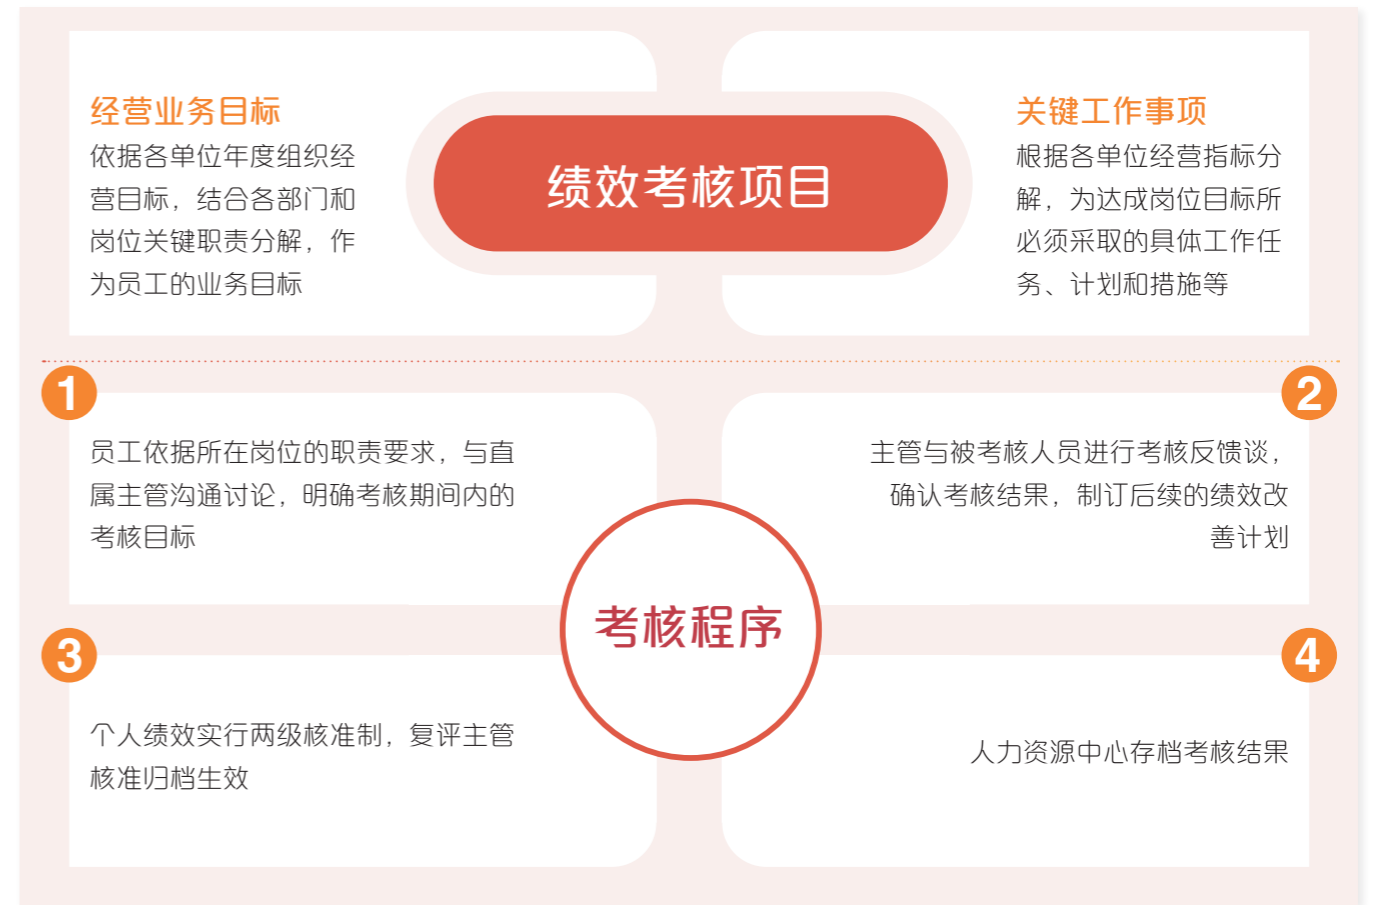 绩效考核项目
经营业务目标
依据各单位年度组织经
营目标，结合各部门和
岗位关键职责分解，作
为员工的业务目标
关键工作事项
根据各单位经营指标分
解，为达成岗位目标所
必须采取的具体工作任
务、计划和措施等
考核程序
1
员工依据所在岗位的职责要求，与直
属主管沟通讨论，明确考核期间内的
考核目标
2
主管与被考核人员进行考核反馈谈，
确认考核结果，制订后续的绩效改
善计划
3
个人绩效实行两级核准制，复评主管
核准归档生效
4
人力资源中心存档考核结果